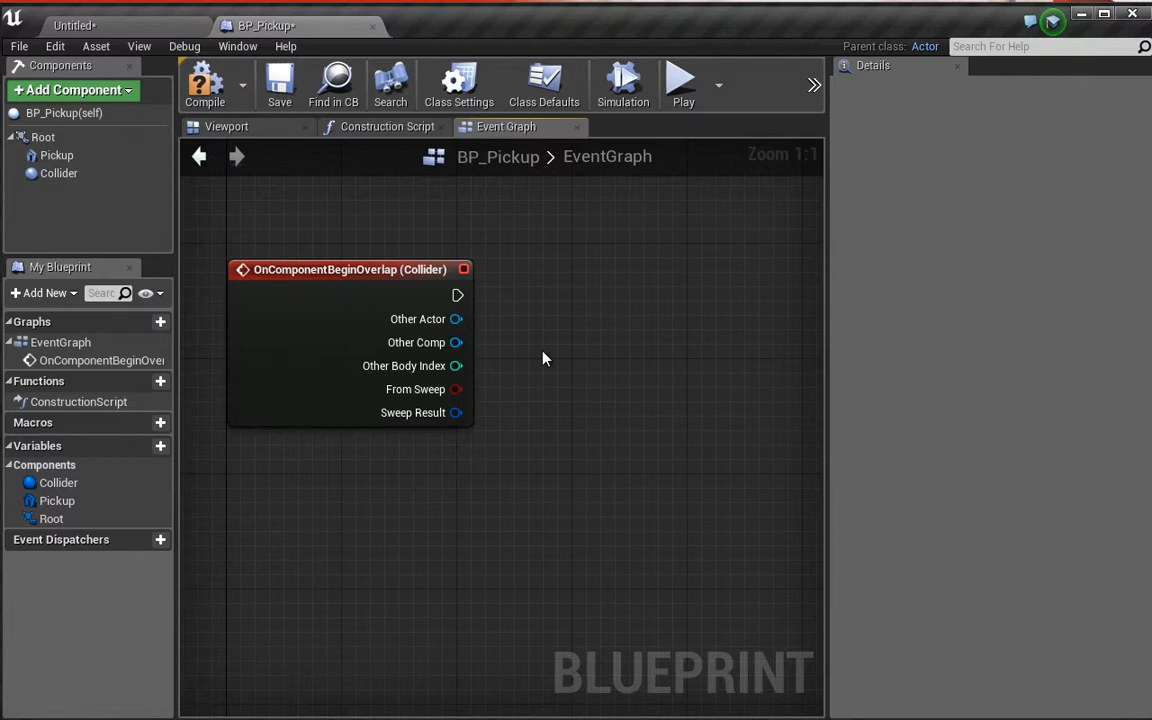 Untitled*
BP_Pickup*
File Edit Asset View Debug Window Help
Parent class: Actor
Search For Help
Components
+Add Component
BP_Pickup(self)
Root
Pickup
Collider
My Blueprint
+Add New
Searc
Graphs
EventGraph
OnComponentBeginOver
Functions
ConstructionScript
Macros
Variables
Components
Collider
Pickup
Root
Event Dispatchers
Compile
Save
Find in CB
Search
Class Settings
Class Defaults
Simulation
Play
Viewport
Construction Script
Event Graph
BP_Pickup > EventGraph
Zoom 1:1
OnComponentBeginOverlap (Collider)
Other Actor
Other Comp
Other Body Index
From Sweep
Sweep Result
BLUEPRINT
Details